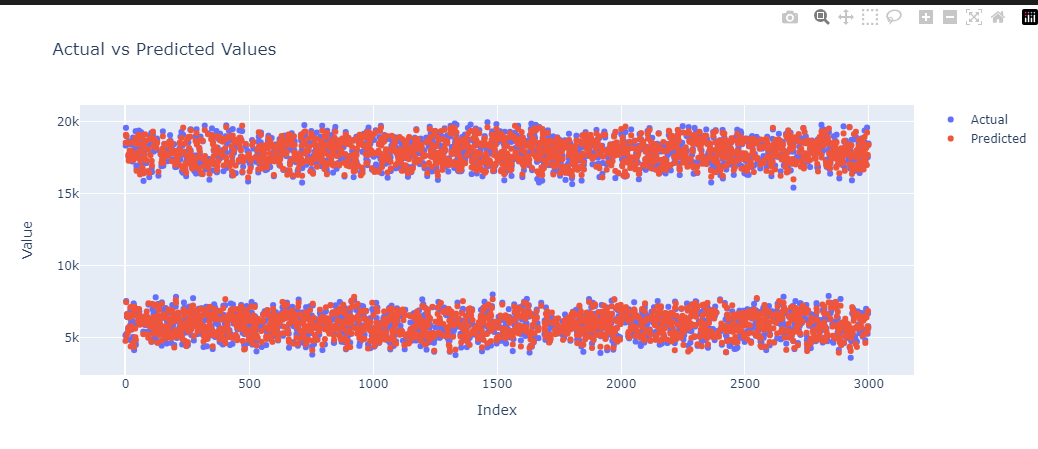 Actual vs Predicted Values
20k
15k
10k
5k
Value
0 500 1000 1500 2000 2500 3000
Index
Actual
Predicted